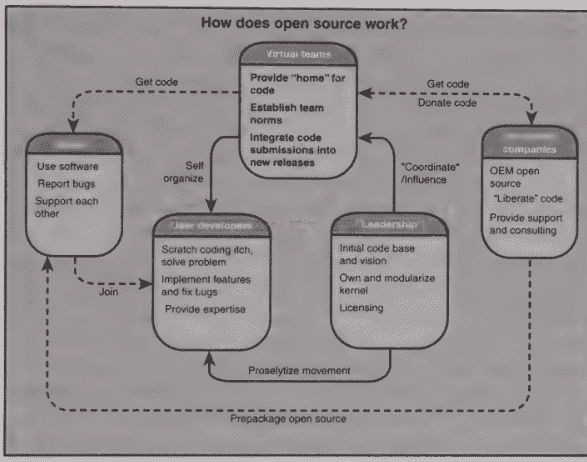 How does open source work?
Virtual teams
Provide "home" for
code
Establish team
norms
Integrate code
submissions into
new releases
Get code
Get code
Donate code
companies
Use software
Report bugs
Support each
other
OEM open
source
"Liberate" code
Provide support
and consulting
Self
organize
"Coordinate"
/Influence
User developers
Scratch coding itch,
solve problem
Implement features
and fix bugs
Provide expertise
"Leadership"
Initial code base
and vision
Own and modularize
kernel
Licensing
Join
Proselytize movement
Prepackage open source